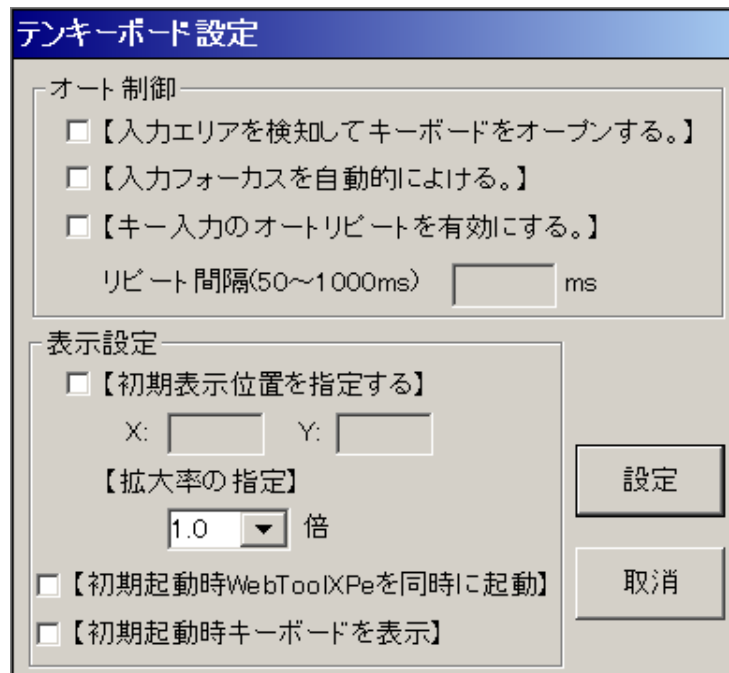 テンキーボード設定
オート制御
【入力エリアを検知してキーボードをオープンする。】
【入力フォーカスを自動的によける。】
【キー入力のオートリピートを有効にする。】
リピート間隔(50～1000ms) ms
表示設定
【初期表示位置を指定する】
X: Y:
【拡大率の指定】
1.0 倍
【初期起動時WebToolXPeを同時に起動】
【初期起動時キーボードを表示】
設定
取消